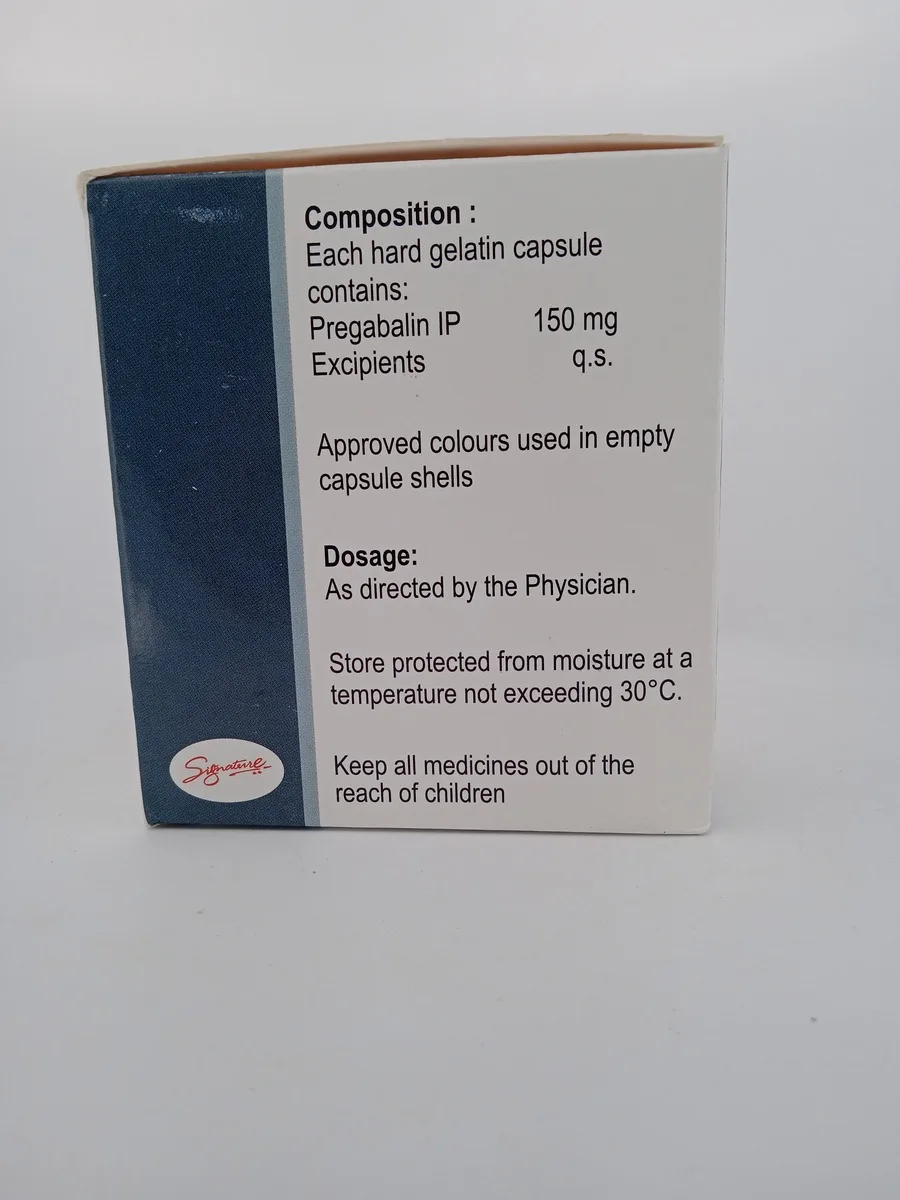 Composition :
Each hard gelatin capsule
contains:
Pregabalin IP 150 mg
Excipients q.s.
Approved colours used in empty
capsule shells
Dosage:
As directed by the Physician.
Store protected from moisture at a
temperature not exceeding 30°C.
Keep all medicines out of the
reach of children
Signature